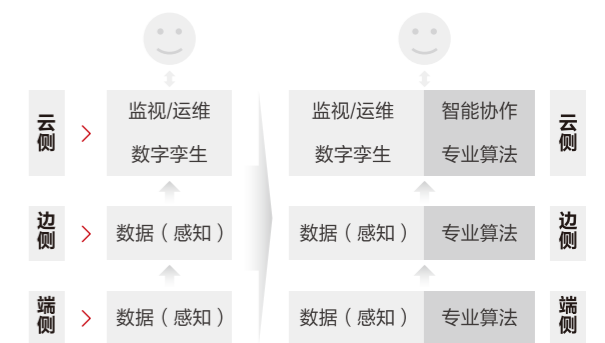 云侧
监视/运维
数字孪生
监视/运维
智能协作
数字孪生
专业算法
云侧
边侧
数据（感知）
数据（感知）
专业算法
边侧
端侧
数据（感知）
数据（感知）
专业算法
端侧